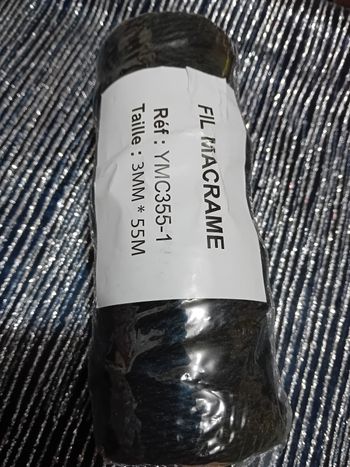 FIL MACRAME
Réf : YMC355-1
Taille : 3MM * 55M